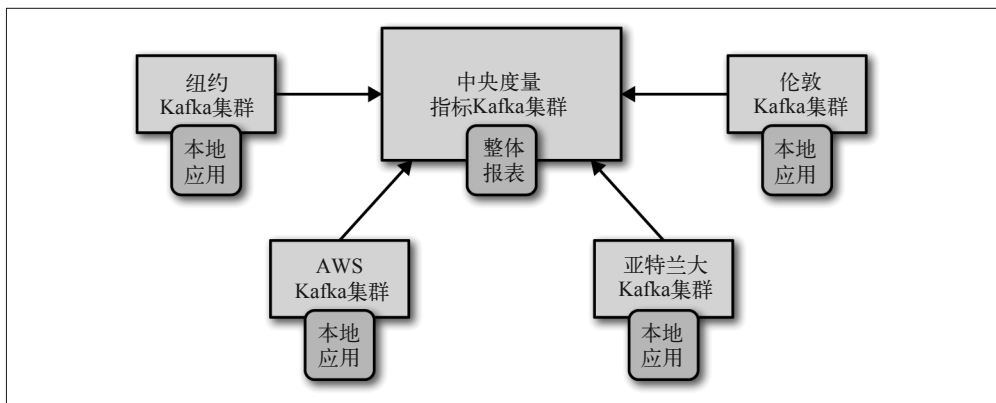 纽约
Kafka集群
本地
应用
中央度量
指标Kafka集群
整体
报表
伦敦
Kafka集群
本地
应用
AWS
Kafka集群
本地
应用
亚特兰大
Kafka集群
本地
应用